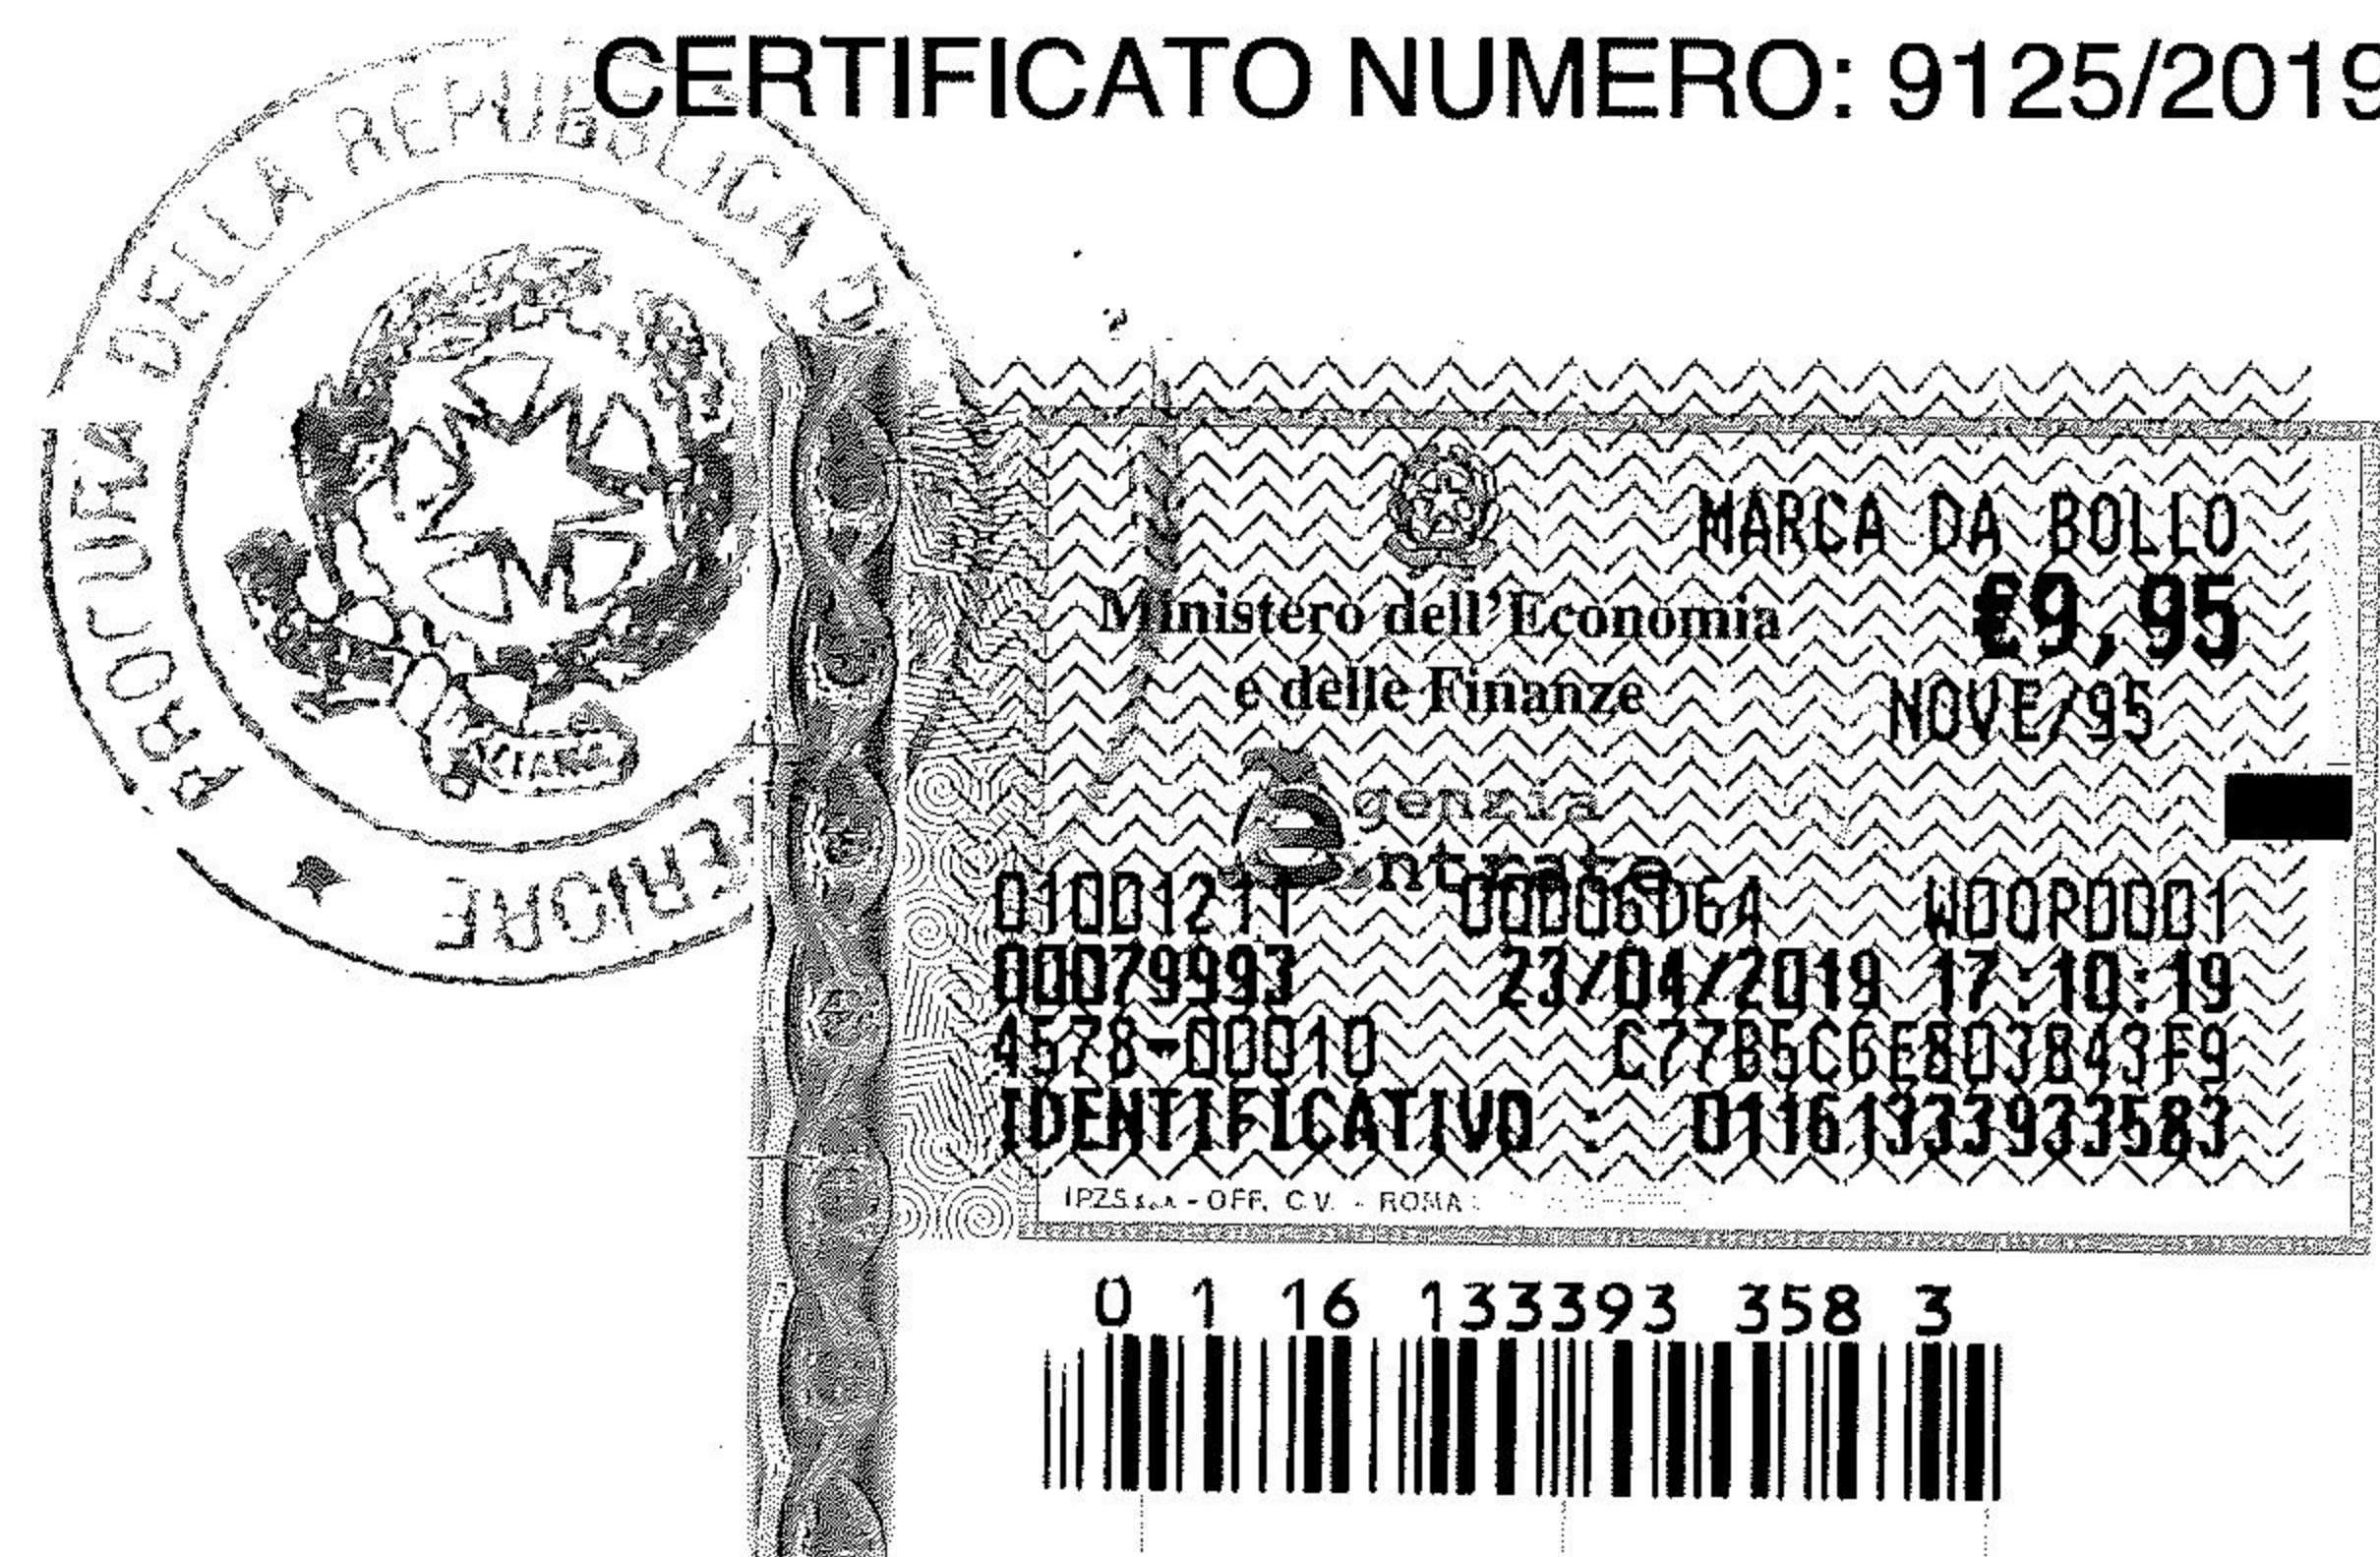 CERTIFICATO NUMERO: 9125/2019
DELLA REPUBBLICA
MARCA DA BOLLO
€9,95
Ministero dell'Economia
e delle Finanze
NOVE/95
genzia
ntrate
01001211 00006D64 W00RD001
00079993 23/04/2019 17:10:19
4578-00010 C77B5C6E803843F9
IDENTIFICATIVO : 01161333933583
IPZS s.p.A - OFF. C.V. - ROMA
0 1 16 133393 358 3